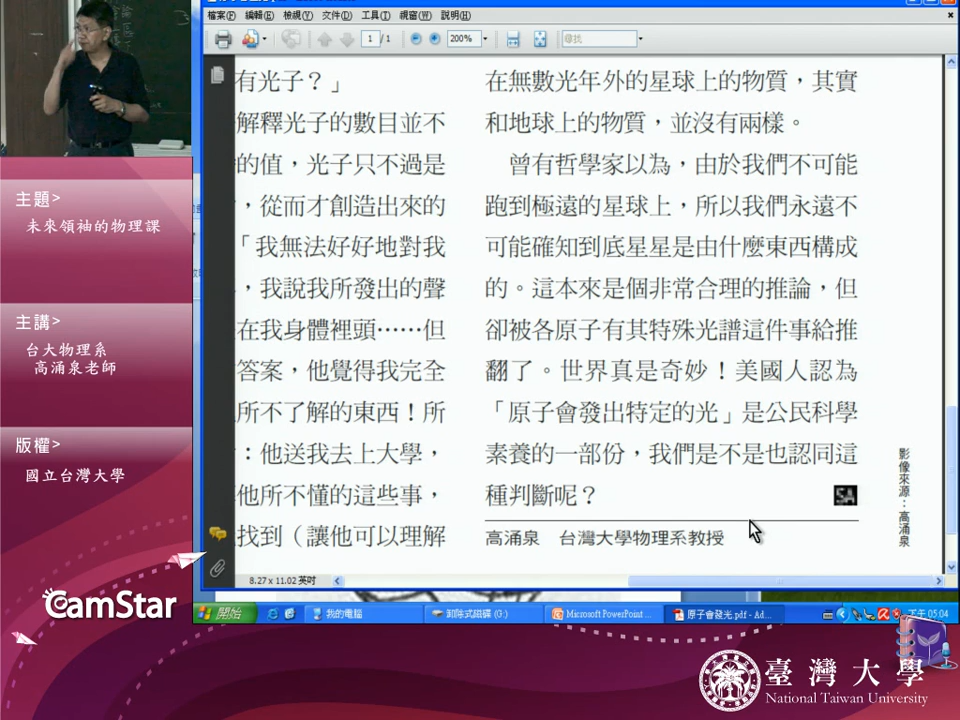 檔案(F) 編輯(E) 檢視(V) 文件(D) 工具(T) 視窗(W) 說明(H)
1 / 1
200%
尋找
主題>
未來領袖的物理課
主講>
台大物理系
高涌泉老師
版權>
國立台灣大學
CamStar
有光子？」
解釋光子的數目並不
的值，光子只不過是
，從而才創造出來的
「我無法好好地對我
，我說我所發出的聲
在我身體裡頭……但
答案，他覺得我完全
所不了解的東西！所
：他送我去上大學，
他所不懂的這些事，
找到（讓他可以理解
在無數光年外的星球上的物質，其實
和地球上的物質，並沒有兩樣。
曾有哲學家以為，由於我們不可能
跑到極遠的星球上，所以我們永遠不
可能確知到底星星是由什麼東西構成
的。這本來是個非常合理的推論，但
卻被各原子有其特殊光譜這件事給推
翻了。世界真是奇妙！美國人認為
「原子會發出特定的光」是公民科學
素養的一部份，我們是不是也認同這
種判斷呢？
SA
高涌泉 台灣大學物理系教授
影像來源：高涌泉
8.27 x 11.02 英吋
開始
我的電腦
卸除式磁碟 (G:)
Microsoft PowerPoint ...
原子會發光.pdf - Ad...
下午 05:04
臺灣大學
National Taiwan University